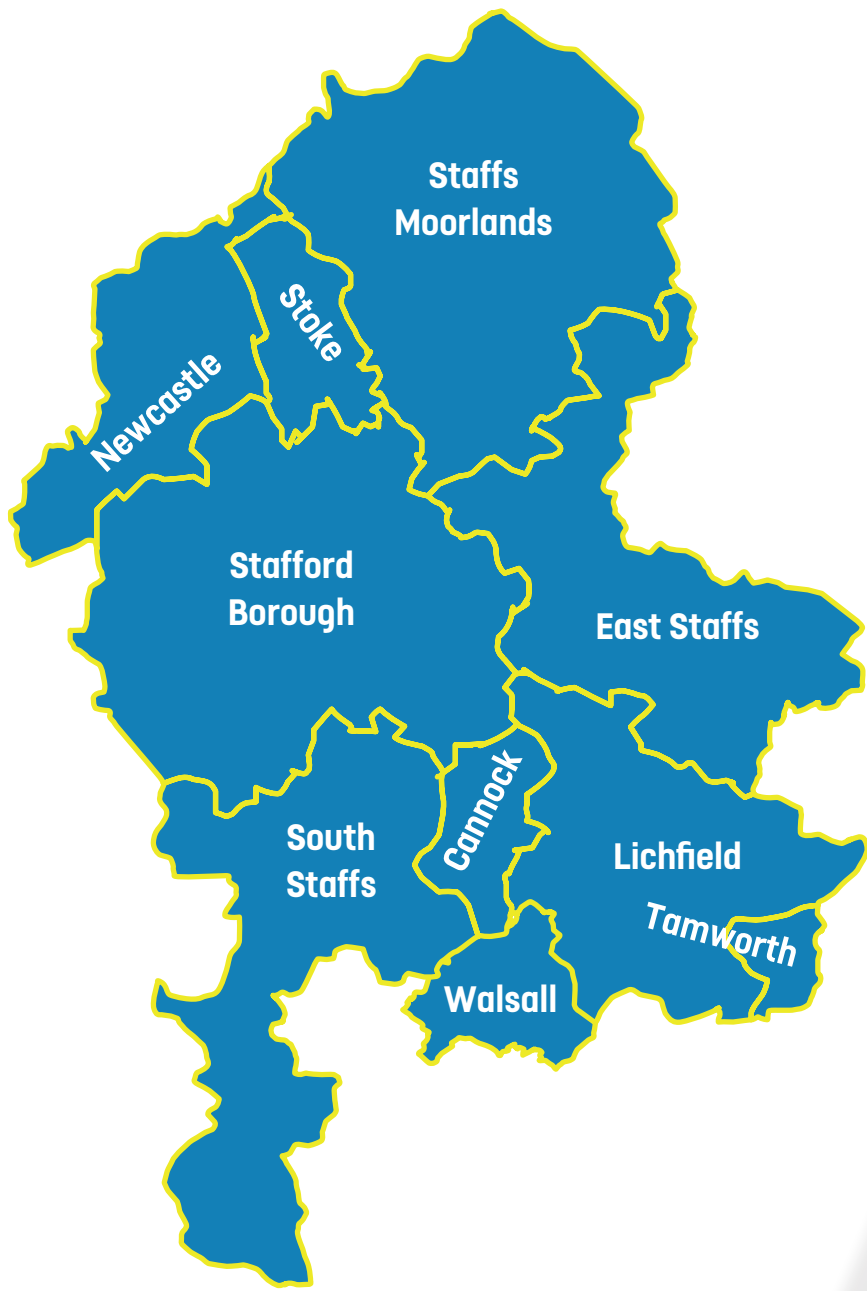 Staffs
Moorlands
Stoke
Newcastle
Stafford
Borough
East Staffs
Cannock
South
Staffs
Lichfield
Tamworth
Walsall